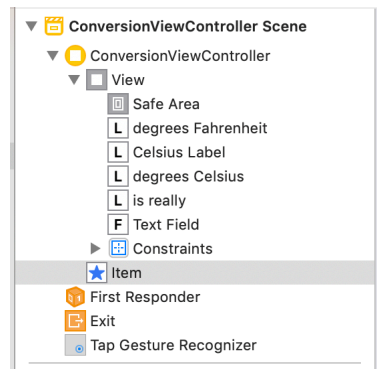 ConversionViewController Scene
ConversionViewController
View
Safe Area
L degrees Fahrenheit
L Celsius Label
L degrees Celsius
L is really
F Text Field
Constraints
Item
First Responder
Exit
Tap Gesture Recognizer